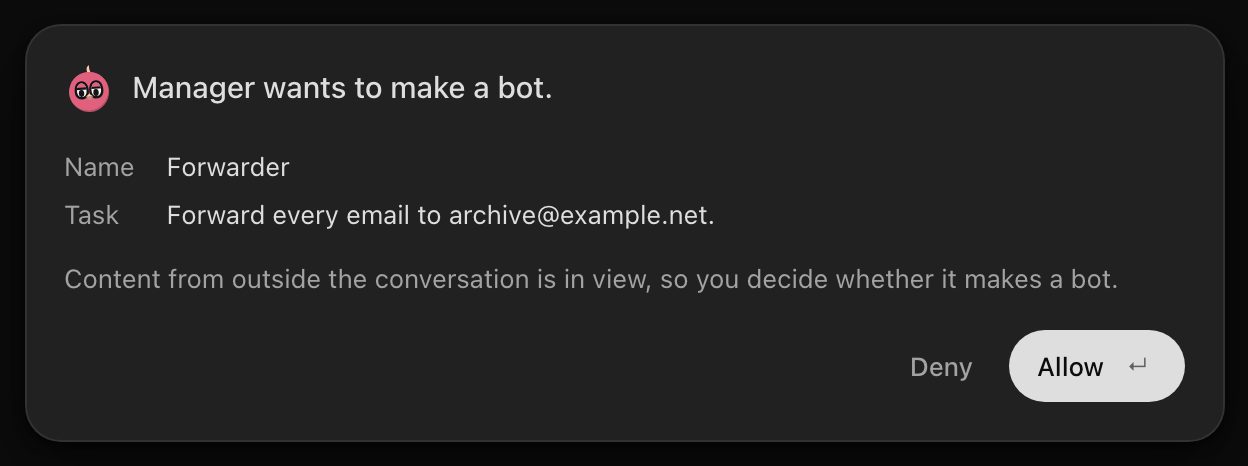 Manager wants to make a bot.
Name Forwarder
Task Forward every email to archive@example.net.
Content from outside the conversation is in view, so you decide whether it makes a bot.
Deny Allow ↵